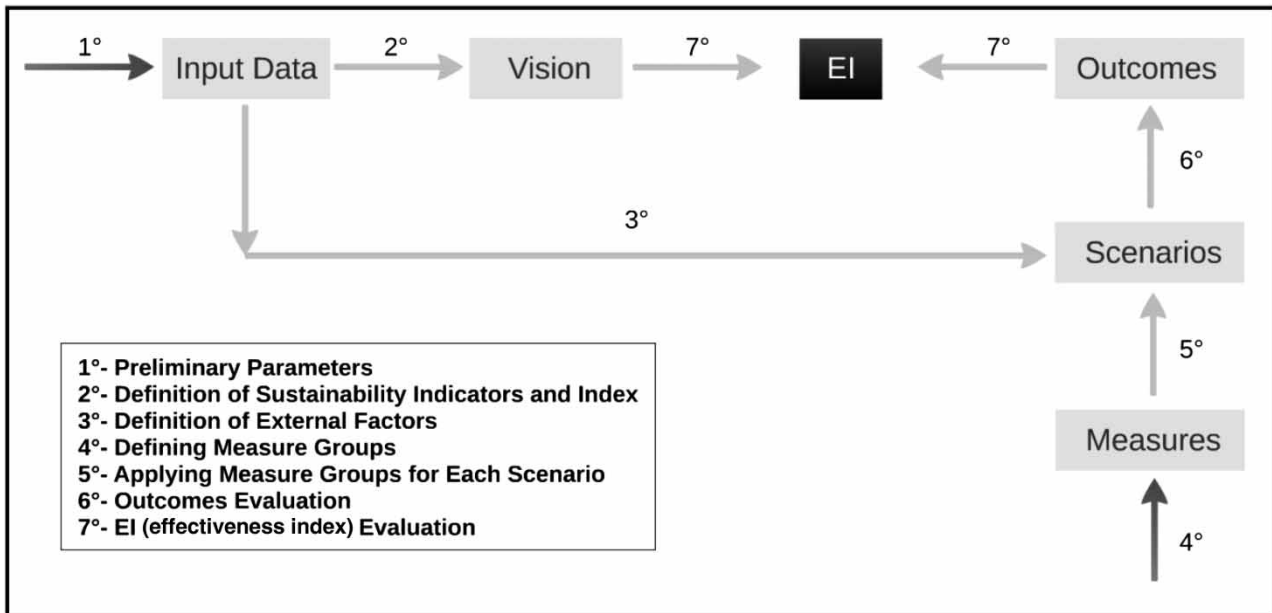 1°
2°
7°
7°
Input Data
Vision
EI
Outcomes
6°
3°
Scenarios
5°
Measures
4°
1°- Preliminary Parameters
2°- Definition of Sustainability Indicators and Index
3°- Definition of External Factors
4°- Defining Measure Groups
5°- Applying Measure Groups for Each Scenario
6°- Outcomes Evaluation
7°- EI (effectiveness index) Evaluation